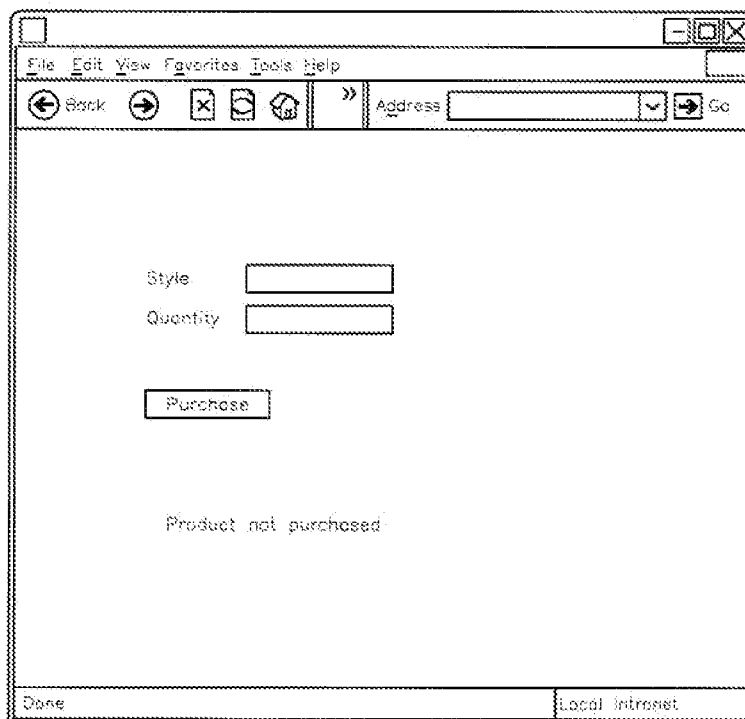 File Edit View Favorites Tools Help
Back » Address Go
Style
Quantity
Purchase
Product not purchased
Done Local intranet